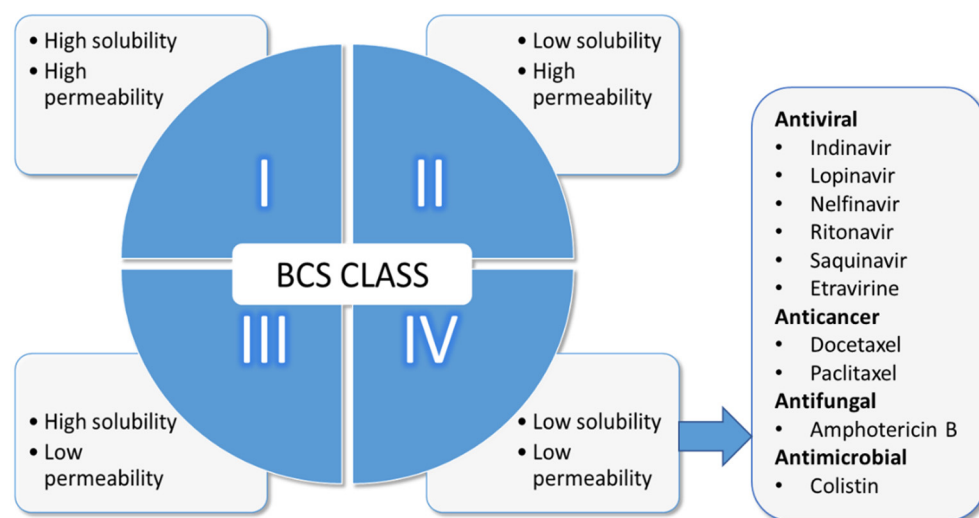 • High solubility
• High
permeability
• Low solubility
• High
permeability
I
II
BCS CLASS
III
IV
• High solubility
• Low
permeability
• Low solubility
• Low
permeability
Antiviral
• Indinavir
• Lopinavir
• Nelfinavir
• Ritonavir
• Saquinavir
• Etravirine
Anticancer
• Docetaxel
• Paclitaxel
Antifungal
• Amphotericin B
Antimicrobial
• Colistin